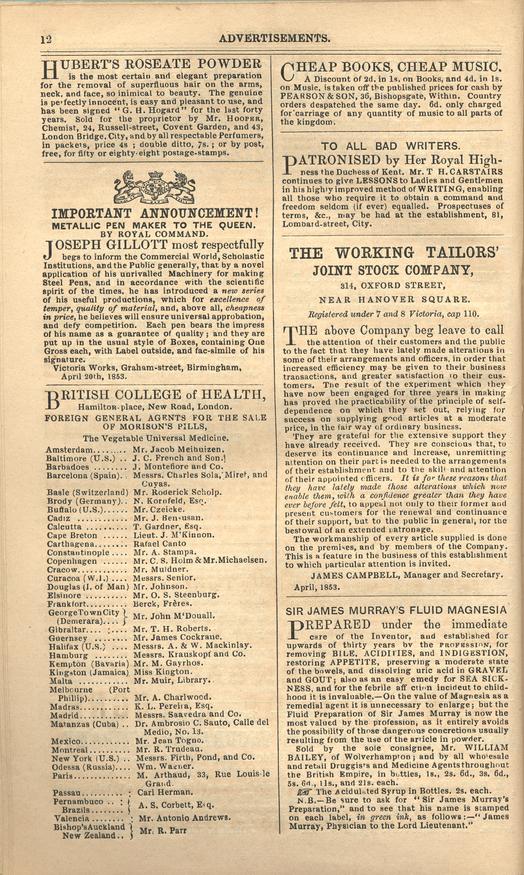 12 ADVERTISEMENTS.
HUBERT'S ROSEATE POWDER
is the most certain and elegant preparation
for the removal of superfluous hair on the arms,
neck, and face, so inimical to beauty. The genuine
is perfectly innocent, is easy and pleasant to use, and
has been signed "G. H. Hogard" for the last forty
years. Sold for the proprietor by Mr. HOOPER,
Chemist, 24, Russell-street, Covent Garden, and 43,
London Bridge, City, and by all respectable Perfumers,
in packets, price 4s; double ditto, 7s.; or by post,
free, for fifty or eighty-eight postage-stamps.
IMPORTANT ANNOUNCEMENT!
METALLIC PEN MAKER TO THE QUEEN.
BY ROYAL COMMAND.
JOSEPH GILLOTT most respectfully
begs to inform the Commercial World, Scholastic
Institutions, and the Public generally, that by a novel
application of his unrivalled Machinery for making
Steel Pens, and in accordance with the scientific
spirit of the times, he has introduced a new series
of his useful productions, which for excellence of
temper, quality of material, and, above all, cheapness
in price, he believes will ensure universal approbation,
and defy competition. Each pen bears the impress
of his name as a guarantee of quality; and they are
put up in the usual style of Boxes, containing One
Gross each, with Label outside, and fac-simile of his
signature.
Victoria Works, Graham-street, Birmingham,
April 20th, 1853.
BRITISH COLLEGE of HEALTH,
Hamilton-place, New Road, London.
FOREIGN GENERAL AGENTS FOR THE SALE
OF MORISON'S PILLS,
The Vegetable Universal Medicine.
Amsterdam........ Mr. Jacob Meihuizen.
Baltimore (U.S.) .. J. C. French and Son.
Barbadoes ........ J. Montefiore and Co.
Barcelona (Spain). Messrs. Charles Sola, Miret, and
Cuyas.
Basle (Switzerland) Mr. Roderick Scholp.
Brody (Germany).. N. Kornfeld, Esq.
Buffalo (U.S.) ..... Mr. Czeicke.
Cadiz ........ Mr. J. Bensusan.
Calcutta ........ T. Gardner, Esq.
Cape Breton ..... Lieut. J. M'Kinnon.
Carthagena....... Rafael Canto
Constantinople ... Mr. A. Stampa.
Copenhagen ..... Mr. C. S. Holm & Mr. Michaelsen.
Cracow........... Mr. Muldner.
Curacoa (W.I.) .... Messrs. Senior.
Douglas (I. of Man) Mr. Johnson.
Elsinore ........ Mr. O. S. Steenburg.
Frankfort........ Berck, Frères.
GeorgeTownCity }
(Demerara).... } Mr. John M'Douall.
Gibraltar........ Mr. T. H. Roberts.
Guernsey........ Mr. James Cockraue.
Halifax (U.S.) .... Messrs. A. & W. Mackinlay.
Hamburg ....... Messrs. Krauskopf and Co.
Kempton (Bavaria) Mr. M. Gayrhos.
Kingston (Jamaica) Miss Kington.
Malta ........... Mr. Muir, Library.
Melbourne (Port
Phillip)......... Mr. A. Charlwood.
Madras........... K. L. Pereira, Esq.
Madrid........... Messrs. Saavedra and Co.
Matanzas (Cuba) .. Dr. Ambrosio C. Sauto, Calle del
Medio, No. 13.
Mexico........... Mr. Jean Togno.
Montreal ........ Mr. R. Trudeau.
New York (U.S.) .. Messrs. Firth, Pond, and Co.
Odessa (Russia).... Wm. Wagner.
Paris............ M. Arthaud, 33, Rue Louis-le
Grand.
Passau........... Carl Herman.
Pernambuco .. }
Brazils........ } A. S. Corbett, Esq.
Valencia ........ Mr. Antonio Andrews.
Bishop'sAuckland }
New Zealand.. } Mr. R. Parr
CHEAP BOOKS, CHEAP MUSIC.
A Discount of 2d. in 1s. on Books, and 4d. in 1s.
on Music, is taken off the published prices for cash by
PEARSON & SON, 36, Bishopsgate, Within. Country
orders despatched same day. 6d. only charged
for carriage of any quantity of music to all parts of
the kingdom.
TO ALL BAD WRITERS.
PATRONISED by Her Royal High-
ness the Duchess of Kent. Mr. T H. CARSTAIRS
continues to give LESSONS to Ladies and Gentlemen
in his highly improved method of WRITING, enabling
all those who require it to obtain a command and
freedom seldom (if ever) equalled. Prospectuses of
terms, &c., may be had at the establishment, 81,
Lombard-street, City.
THE WORKING TAILORS'
JOINT STOCK COMPANY,
314, OXFORD STREET,
NEAR HANOVER SQUARE.
Registered under 7 and 8 Victoria, cap 110.
THE above Company beg leave to call
the attention of their customers and the public
to the fact that they have lately made alterations in
some of their arrangements and officers, in order that
increased efficiency may be given to their business
transactions, and greater satisfaction to their cus-
tomers. The result of the experiment which they
have now been engaged for three years in making
has proved the practicability of the principle of self-
dependence on which they set out, relying for
success on supplying good articles at a moderate
price, in the fair way of ordinary business.
They are grateful for the extensive support they
have already received. They are conscious that, to
deserve its continuance and increase, unremitting
attention on their part is needed to the arrangements
of their establishment and to the skill and attention
of their appointed officers. It is for these reasons that
they have lately made those alterations which now
enable them, with a confidence greater than they have
ever before felt, to appeal not only to their former and
present customers for the renewal and continuance
of their support, but to the public in general, for the
bestowal of an extended patronage.
The workmanship of every article supplied is done
on the premises, and by members of the Company.
This is a feature in the business of this establishment
to which particular attention is invited.
JAMES CAMPBELL, Manager and Secretary.
April, 1853.
SIR JAMES MURRAY'S FLUID MAGNESIA
PREPARED under the immediate
care of the Inventor, and established for
upwards of thirty years by the PROFESSION, for
removing BILE, ACIDITIES, and INDIGESTION,
restoring APPETITE, preserving a moderate state
of the bowels, and dissolving uric acid in GRAVEL
and GOUT; also as an easy remedy for SEA SICK-
NESS, and for the febrile affection incident to child-
hood it is invaluable.—On the value of Magnesia as a
remedial agent it is unnecessary to enlarge; but the
Fluid Preparation of Sir James Murray is now the
most valued by the profession, as it entirely avoids
the possibility of those dangerous concretions usually
resulting from the use of the article in powder.
Sold by the sole consignee, Mr. WILLIAM
BAILEY, of Wolverhampton; and by all wholesale
and retail Druggists and Medicine Agents throughout
the British Empire, in bottles, 1s., 2s. 6d., 3s. 6d.,
5s. 6d., 11s., and 21s. each.
☞ The Acidulated Syrup in Bottles. 2s. each.
N.B.—Be sure to ask for "Sir James Murray's
Preparation," and to see that his name is stamped
on each label, in green ink, as follows:—"James
Murray, Physician to the Lord Lieutenant."